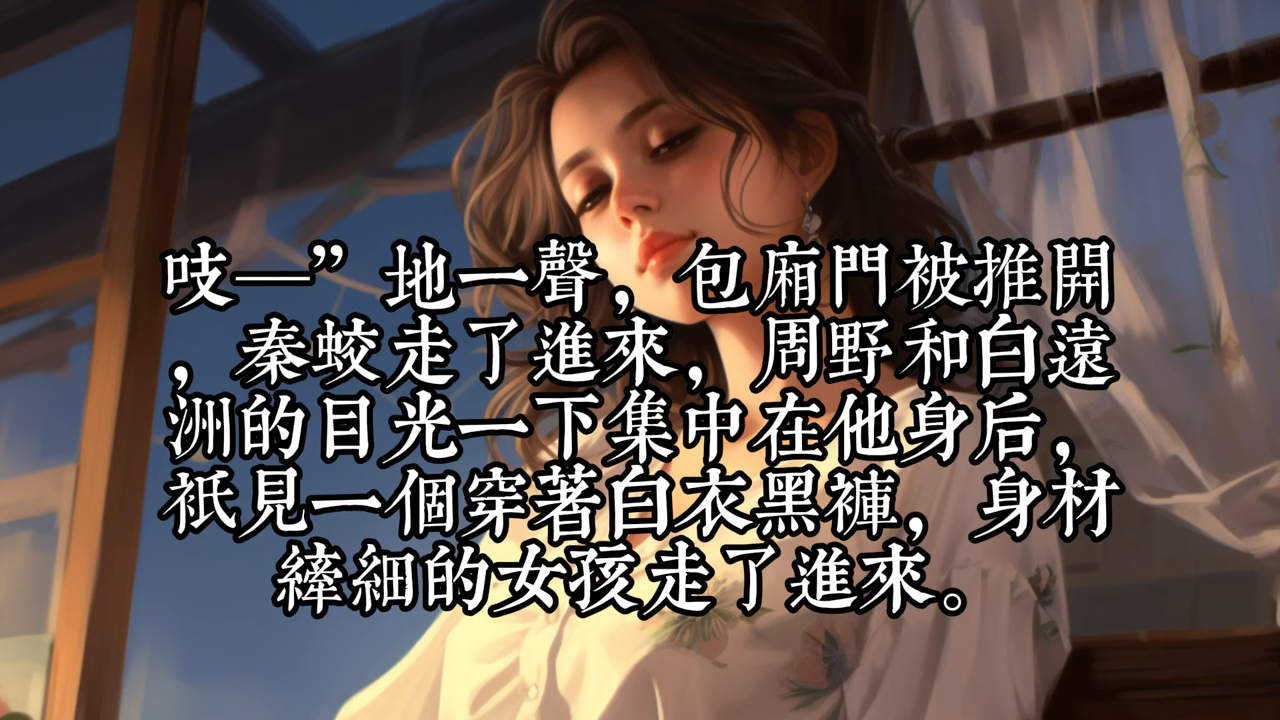 吱—”地一聲，包廂門被推開
，秦蛟走了進來，周野和白遠
洲的目光一下集中在他身后，
祇見一個穿著白衣黑褲，身材
縴細的女孩走了進來。